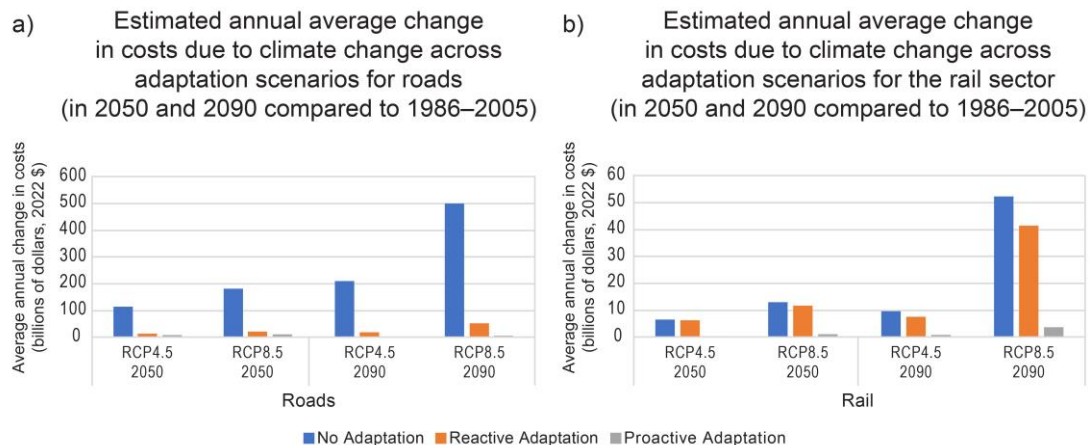 a)
Estimated annual average change
in costs due to climate change across
adaptation scenarios for roads
(in 2050 and 2090 compared to 1986–2005)
Average annual change in costs
(billions of dollars, 2022 $)
600
500
400
300
200
100
0
RCP4.5
2050
RCP8.5
2050
RCP4.5
2090
RCP8.5
2090
Roads
b)
Estimated annual average change
in costs due to climate change across
adaptation scenarios for the rail sector
(in 2050 and 2090 compared to 1986–2005)
Average annual change in costs
(billions of dollars, 2022 $)
60
50
40
30
20
10
0
RCP4.5
2050
RCP8.5
2050
RCP4.5
2090
RCP8.5
2090
Rail
No Adaptation Reactive Adaptation Proactive Adaptation